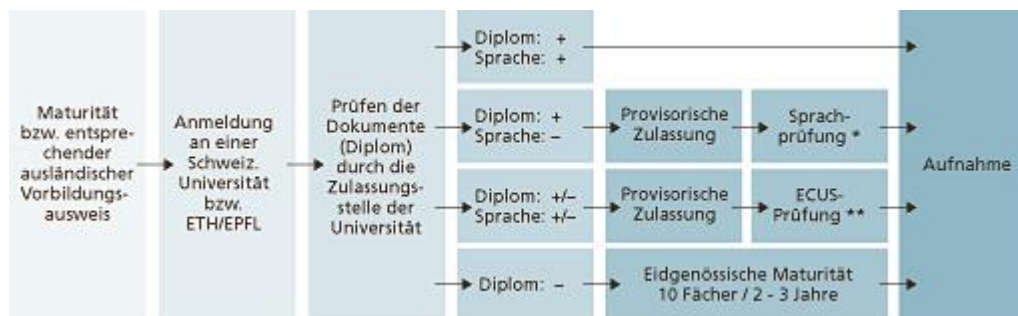 Maturität
bzw. entspre-
chender
ausländischer
Vorbildungs-
ausweis
Anmeldung
an einer
Schweiz.
Universität
bzw.
ETH/EPFL
Prüfen der
Dokumente
(Diplom)
durch die
Zulassungs-
stelle der
Universität
Diplom: +
Sprache: +
Diplom: +
Sprache: –
Provisorische
Zulassung
Sprach-
prüfung *
Diplom: +/–
Sprache: +/–
Provisorische
Zulassung
ECUS-
Prüfung **
Diplom: –
Eidgenössische Maturität
10 Fächer / 2 - 3 Jahre
Aufnahme